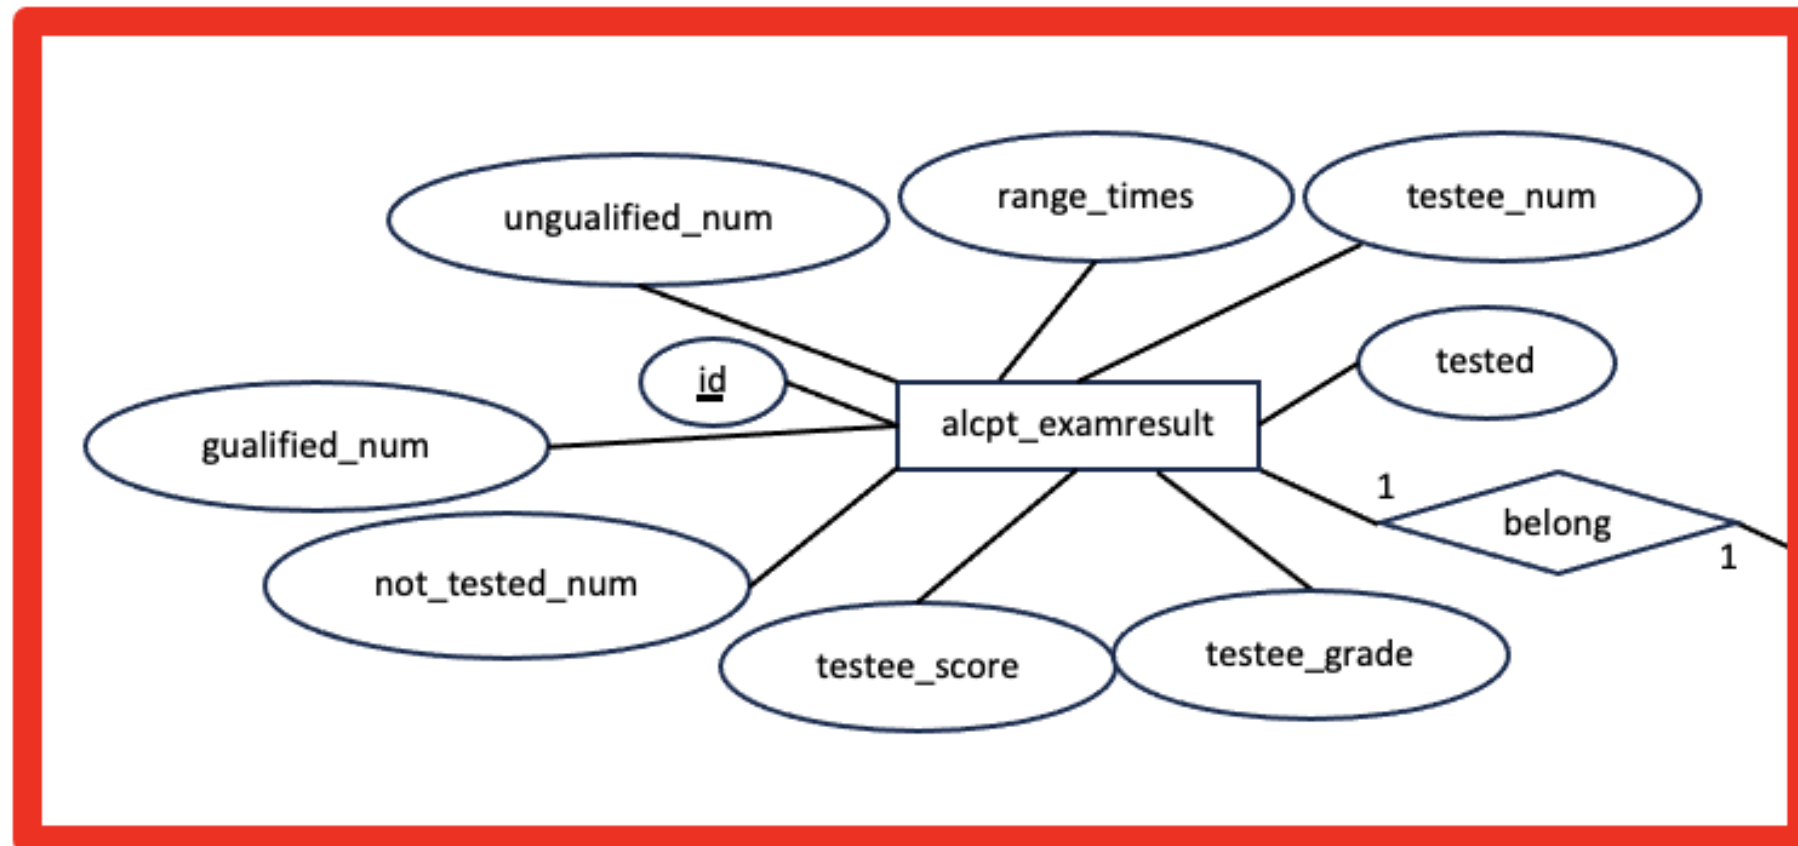 range_times
testee_num
ungualified_num
tested
id
alcpt_examresult
gualified_num
1
belong
1
not_tested_num
testee_score
testee_grade